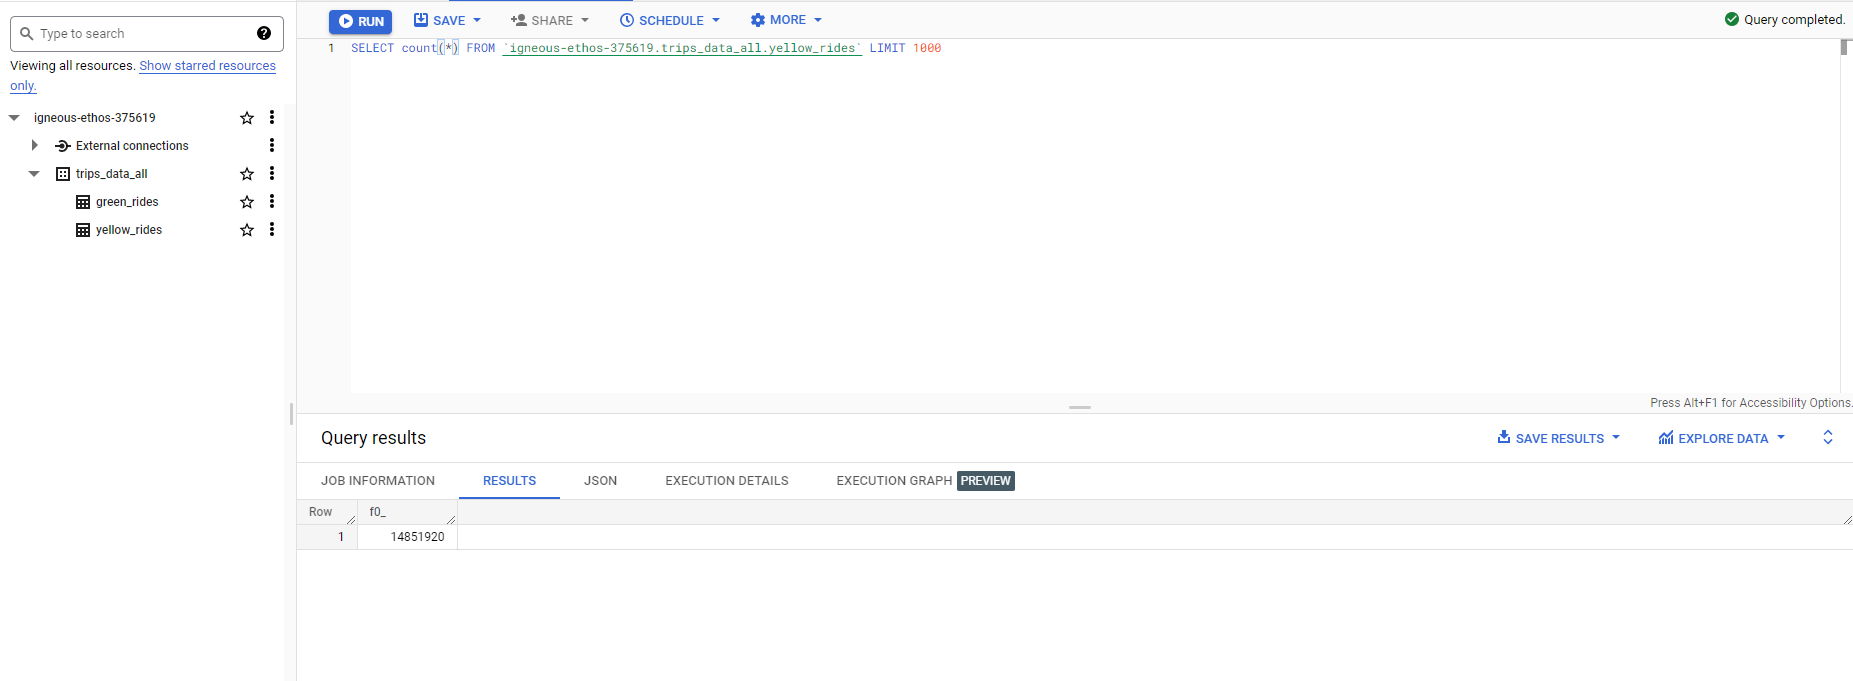 Type to search
Viewing all resources. Show starred resources
only.
igneous-ethos-375619
External connections
trips_data_all
green_rides
yellow_rides
RUN SAVE SHARE SCHEDULE MORE Query completed.
1 SELECT count(*) FROM `igneous-ethos-375619.trips_data_all.yellow_rides` LIMIT 1000
Press Alt+F1 for Accessibility Options.
Query results SAVE RESULTS EXPLORE DATA
JOB INFORMATION RESULTS JSON EXECUTION DETAILS EXECUTION GRAPH PREVIEW
Row f0_
1 14851920